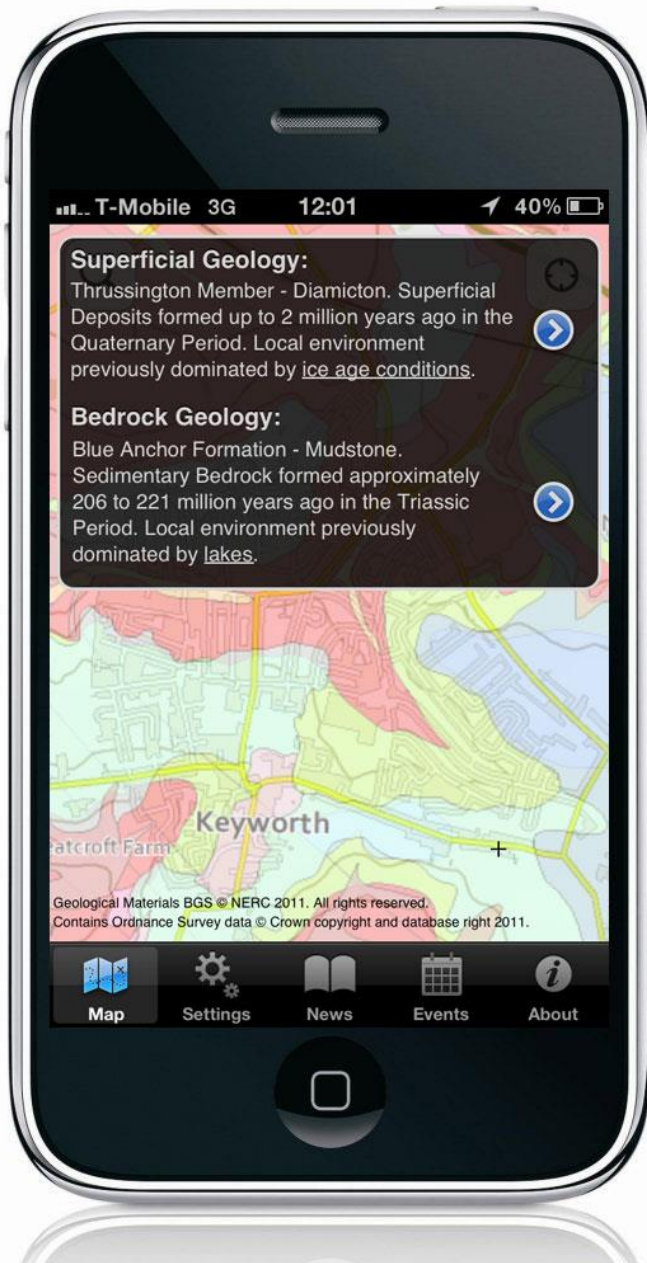 T-Mobile 3G 12:01 40%
Superficial Geology:
Thrussington Member - Diamicton. Superficial
Deposits formed up to 2 million years ago in the
Quaternary Period. Local environment
previously dominated by ice age conditions.
Bedrock Geology:
Blue Anchor Formation - Mudstone.
Sedimentary Bedrock formed approximately
206 to 221 million years ago in the Triassic
Period. Local environment previously
dominated by lakes.
Keyworth
eatcroft Farm
Geological Materials BGS © NERC 2011. All rights reserved.
Contains Ordnance Survey data © Crown copyright and database right 2011.
Map Settings News Events About